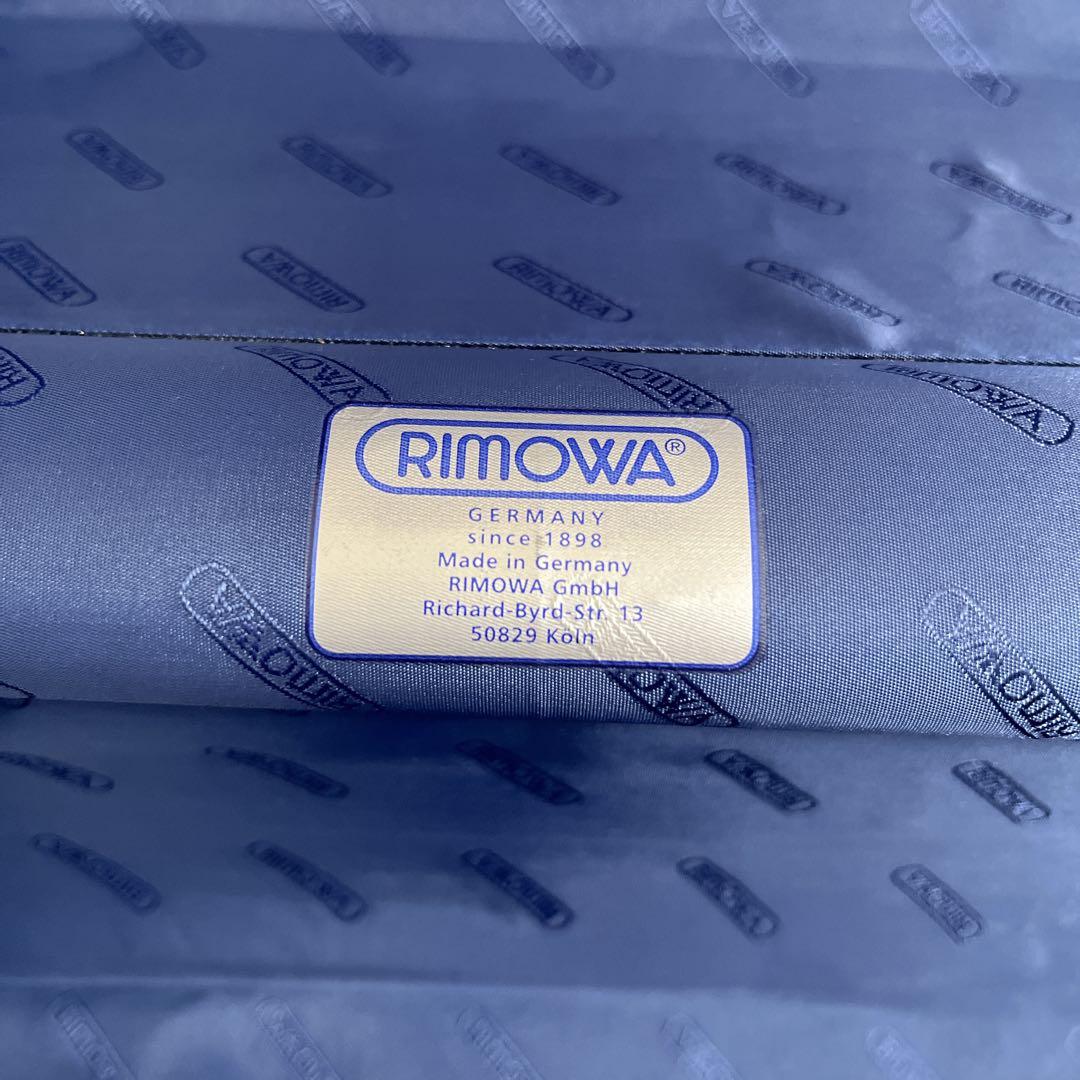 RIMOWA®
GERMANY
since 1898
Made in Germany
RIMOWA GmbH
Richard-Byrd-Str. 13
50829 Köln